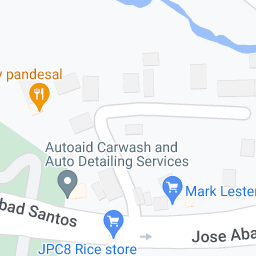 y pandesal
Autoaid Carwash and
Auto Detailing Services
Mark Lester
bad Santos
JPC8 Rice store
Jose Aba